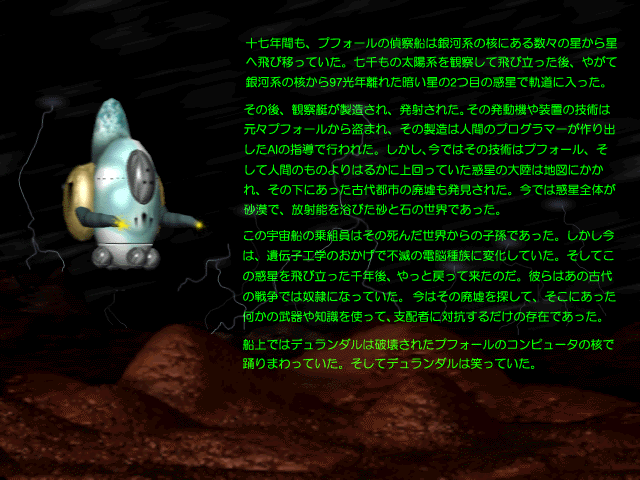 十七年間も、プフォールの偵察船は銀河系の核にある数々の星から星
へ飛び移っていた。七千もの太陽系を観察して飛び立った後、やがて
銀河系の核から97光年離れた暗い星の2つ目の惑星で軌道に入った。
その後、観察艇が製造され、発射された。その発動機や装置の技術は
元々プフォールから盗まれ、その製造は人間のプログラマーが作り出
したAIの指導で行われた。しかし、今ではその技術はプフォール、そ
して人間のものよりはるかに上回っていた惑星の大陸は地図にかか
れ、その下にあった古代都市の廃墟も発見された。今では惑星全体が
砂漠で、放射能を浴びた砂と石の世界であった。
この宇宙船の乗組員はその死んだ世界からの子孫であった。しかし今
は、遺伝子工学のおかげで不滅の電脳種族に変化していた。そしてこ
の惑星を飛び立った千年後、やっと戻って来たのだ。彼らはあの古代
の戦争では奴隷になっていた。今はその廃墟を探して、そこにあった
何かの武器や知識を使って、支配者に対抗するだけの存在であった。
船上ではデュランダルは破壊されたプフォールのコンピュータの核で
踊りまわっていた。そしてデュランダルは笑っていた。